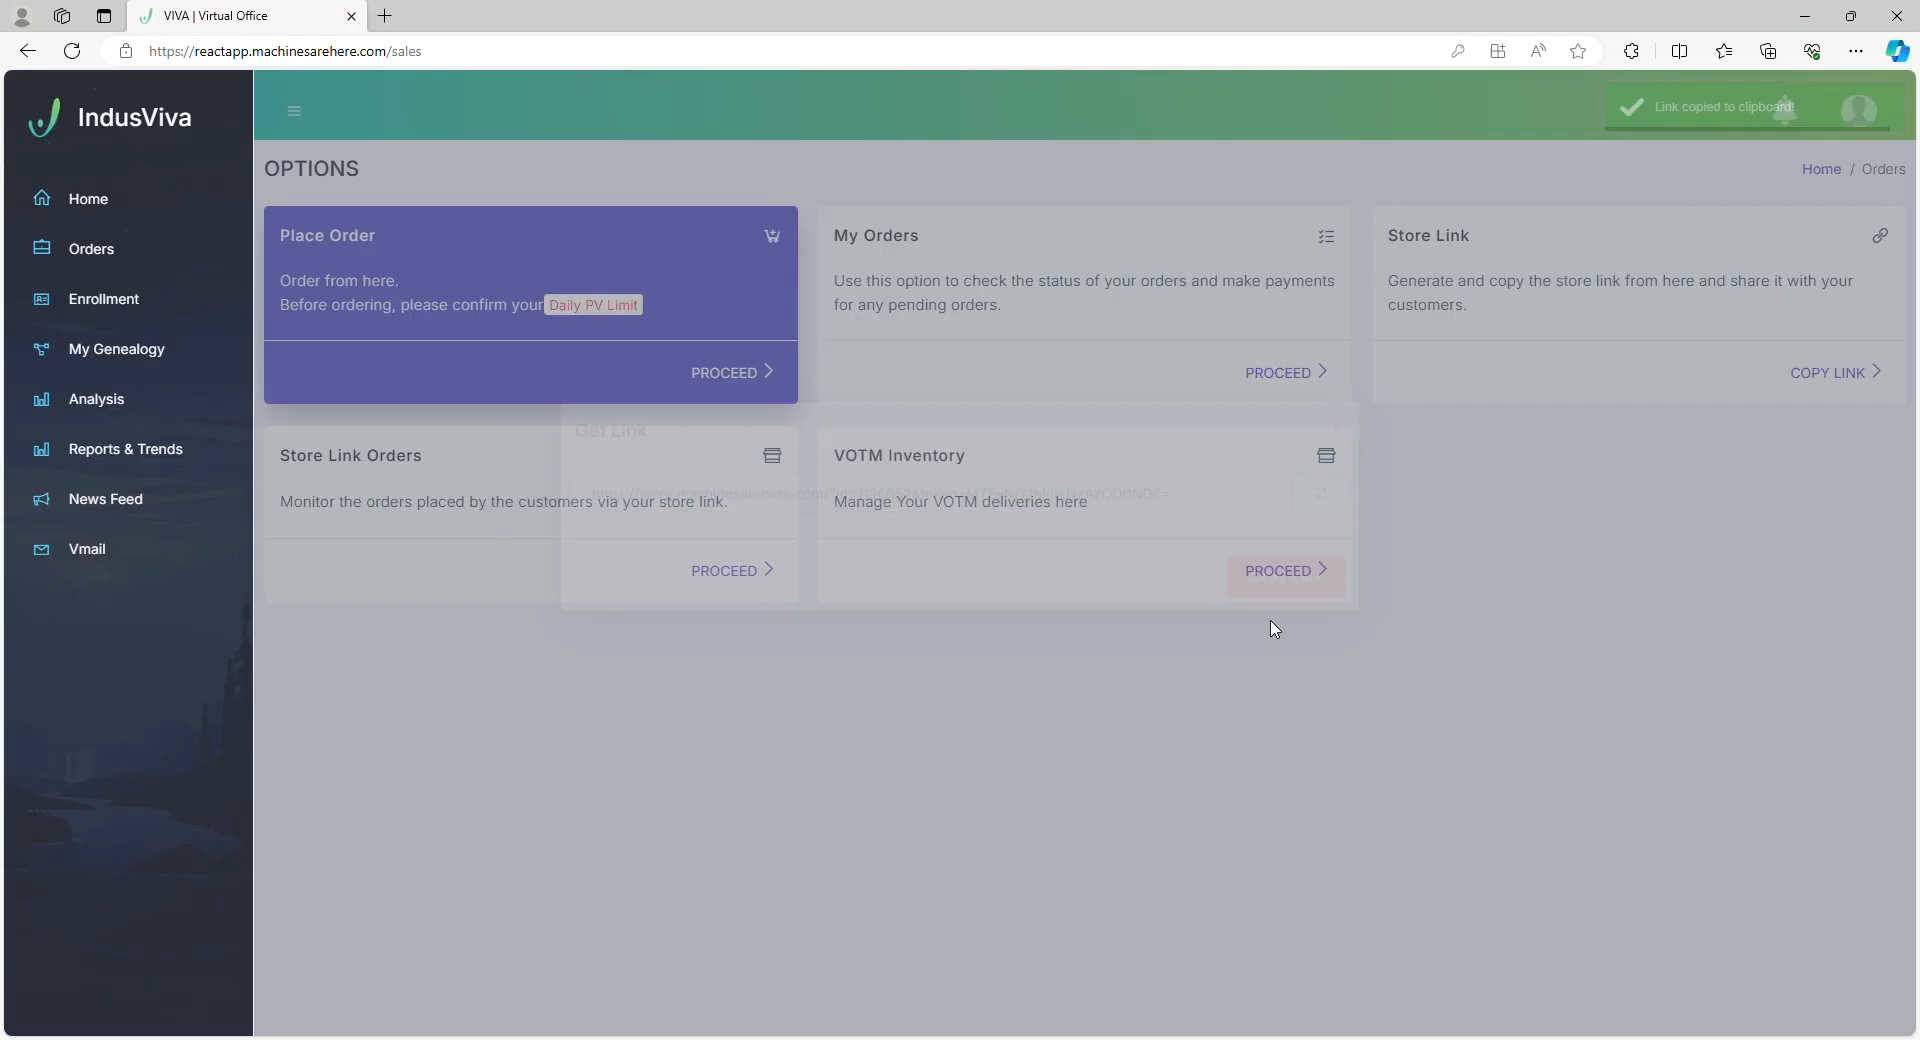 VIVA | Virtual Office
https://reactapp.machinesarehere.com/sales
IndusViva
Link copied to clipboard!
OPTIONS
Home / Orders
Home
Orders
Enrollment
My Genealogy
Analysis
Reports & Trends
News Feed
Vmail
Place Order
Order from here.
Before ordering, please confirm your Daily PV Limit
PROCEED
My Orders
Use this option to check the status of your orders and make payments
for any pending orders.
PROCEED
Store Link
Generate and copy the store link from here and share it with your
customers.
COPY LINK
Get Link
Store Link Orders
Monitor the orders placed by the customers via your store link.
PROCEED
VOTM Inventory
Manage Your VOTM deliveries here
PROCEED